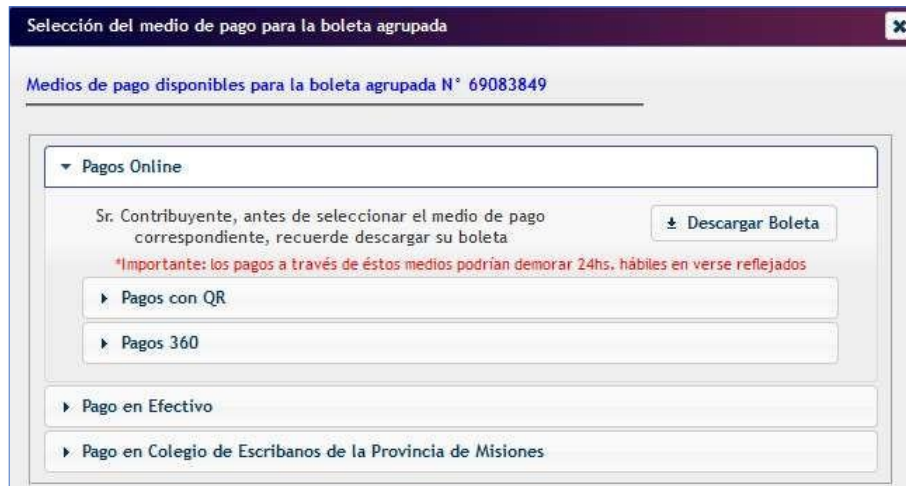 Selección del medio de pago para la boleta agrupada
Medios de pago disponibles para la boleta agrupada N° 69083849
Pagos Online
Sr. Contribuyente, antes de seleccionar el medio de pago
correspondiente, recuerde descargar su boleta
Descargar Boleta
*Importante: los pagos a través de éstos medios podrían demorar 24hs. hábiles en verse reflejados
Pagos con QR
Pagos 360
Pago en Efectivo
Pago en Colegio de Escribanos de la Provincia de Misiones